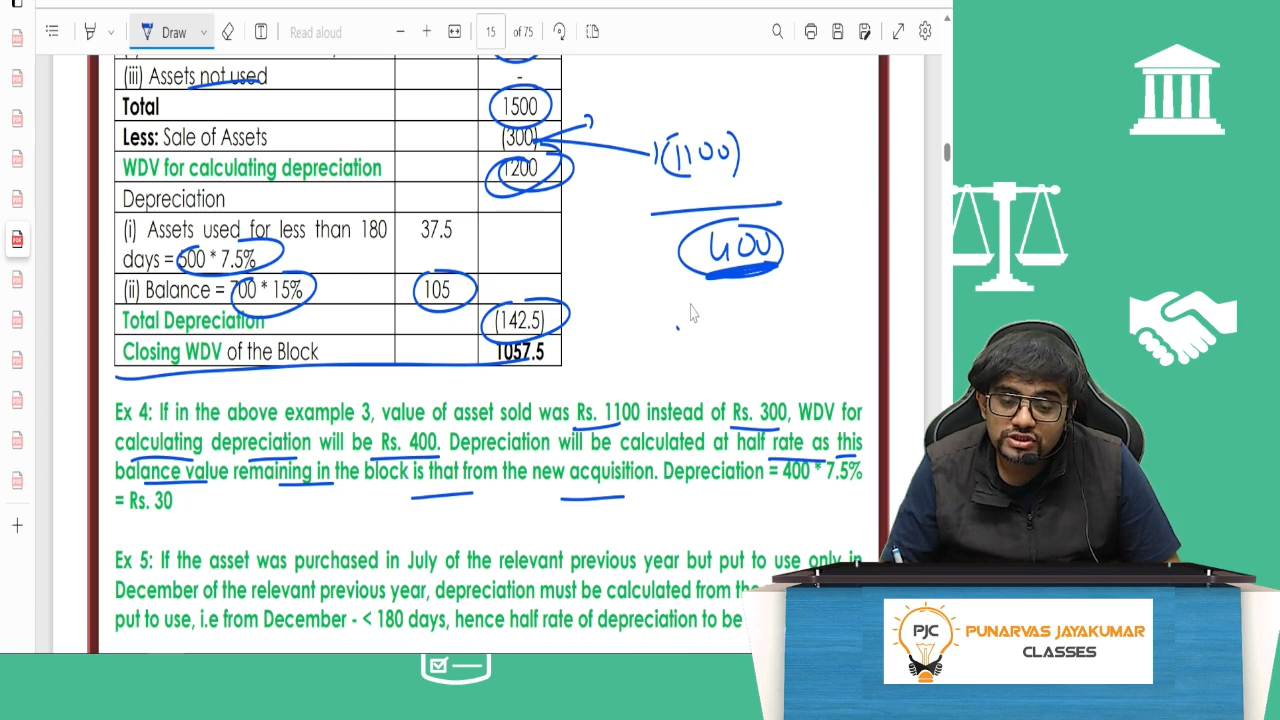 Draw
Read aloud
15 of 75
(iii) Assets not used -
Total 1500
Less: Sale of Assets (300)
WDV for calculating depreciation 1200
Depreciation
(i) Assets used for less than 180 37.5
days = 500 * 7.5%
(ii) Balance = 700 * 15% 105
Total Depreciation (142.5)
Closing WDV of the Block 1057.5
(1100)
400
Ex 4: If in the above example 3, value of asset sold was Rs. 1100 instead of Rs. 300, WDV for
calculating depreciation will be Rs. 400. Depreciation will be calculated at half rate as this
balance value remaining in the block is that from the new acquisition. Depreciation = 400 * 7.5%
= Rs. 30
Ex 5: If the asset was purchased in July of the relevant previous year but put to use only in
December of the relevant previous year, depreciation must be calculated from the
put to use, i.e from December - < 180 days, hence half rate of depreciation to be
PJC
PUNARVAS JAYAKUMAR
CLASSES